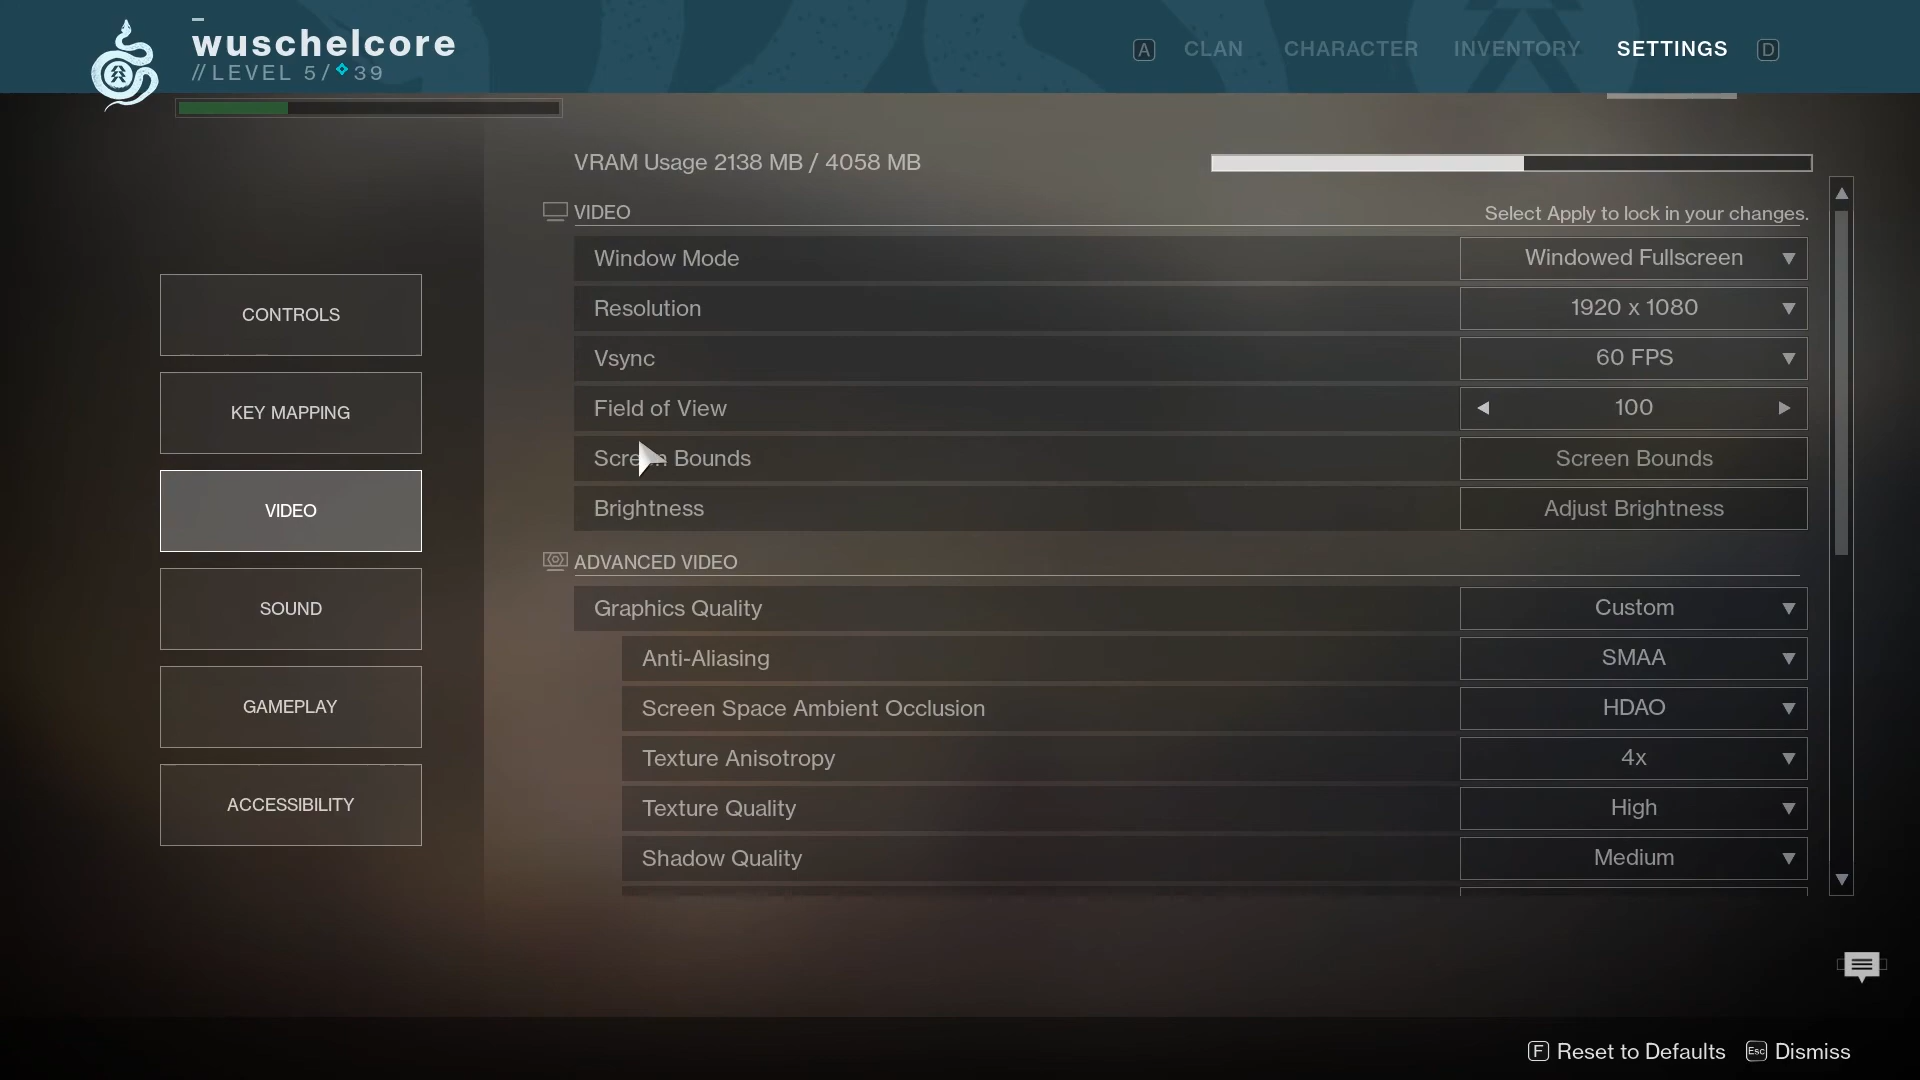 wuschelcore
//LEVEL 5/39
A CLAN CHARACTER INVENTORY SETTINGS D
VRAM Usage 2138 MB / 4058 MB
VIDEO
Select Apply to lock in your changes.
Window Mode Windowed Fullscreen
Resolution 1920 x 1080
Vsync 60 FPS
Field of View 100
Screen Bounds Screen Bounds
Brightness Adjust Brightness
CONTROLS
KEY MAPPING
VIDEO
SOUND
GAMEPLAY
ACCESSIBILITY
ADVANCED VIDEO
Graphics Quality Custom
Anti-Aliasing SMAA
Screen Space Ambient Occlusion HDAO
Texture Anisotropy 4x
Texture Quality High
Shadow Quality Medium
F Reset to Defaults Esc Dismiss